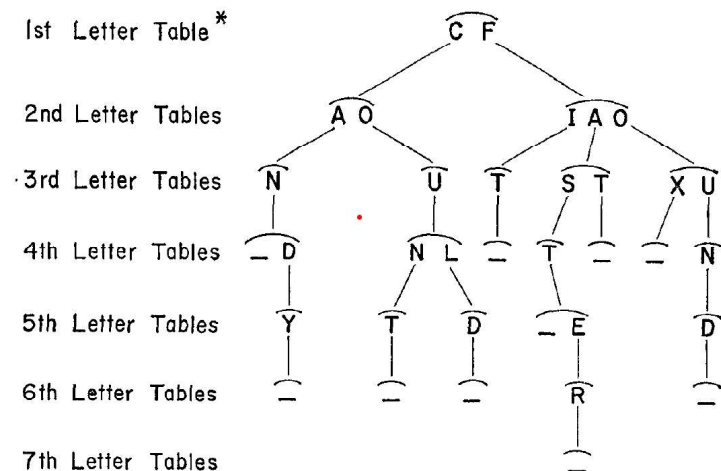 1st Letter Table* C F
2nd Letter Tables A O I A O
3rd Letter Tables N U T S T X U
4th Letter Tables _ D N L _ T _ _ N
5th Letter Tables Y T D _ E D
6th Letter Tables _ _ _ R _
7th Letter Tables _